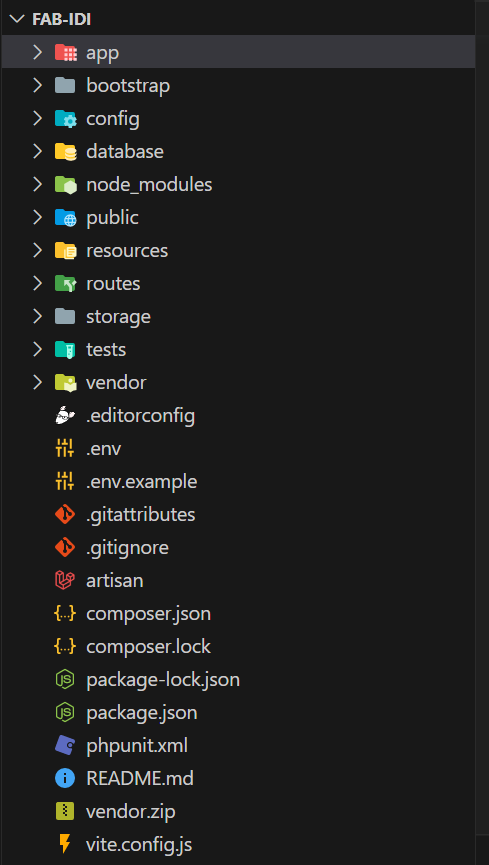 FAB-IDI
app
bootstrap
config
database
node_modules
public
resources
routes
storage
tests
vendor
.editorconfig
.env
.env.example
.gitattributes
.gitignore
artisan
composer.json
composer.lock
package-lock.json
package.json
phpunit.xml
README.md
vendor.zip
vite.config.js